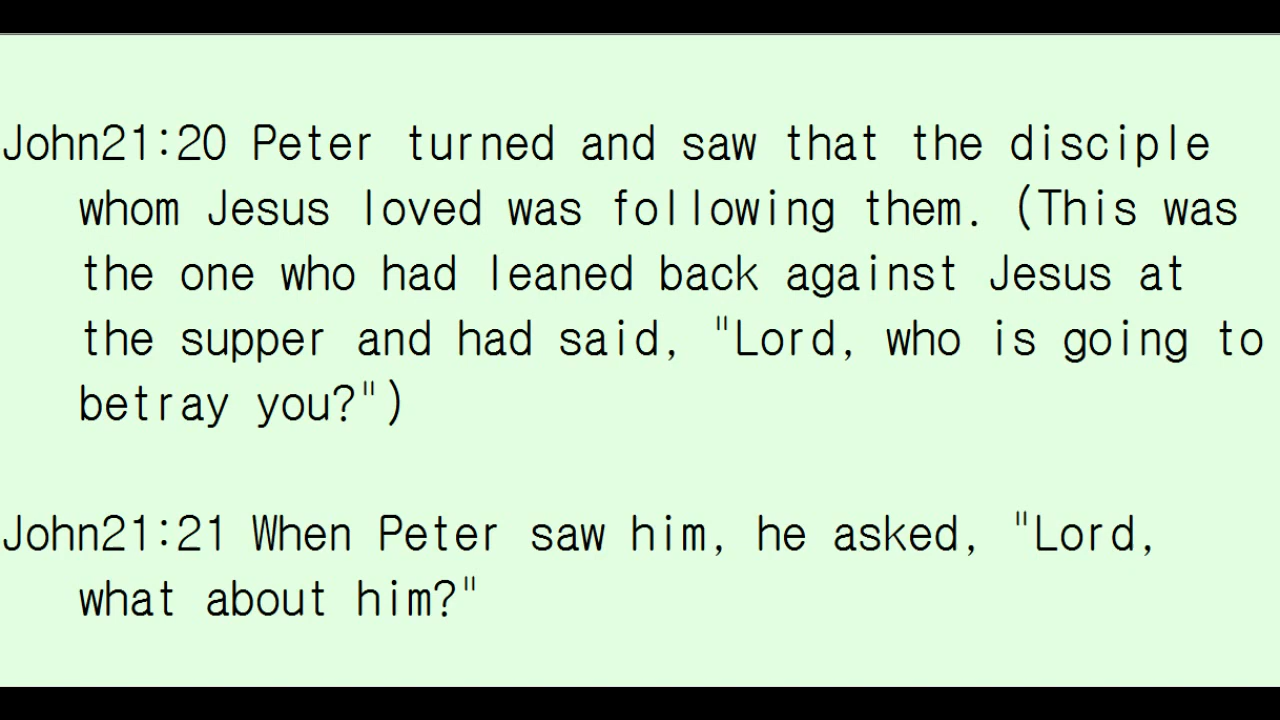 John21:20 Peter turned and saw that the disciple
whom Jesus loved was following them. (This was
the one who had leaned back against Jesus at
the supper and had said, "Lord, who is going to
betray you?")
John21:21 When Peter saw him, he asked, "Lord,
what about him?"